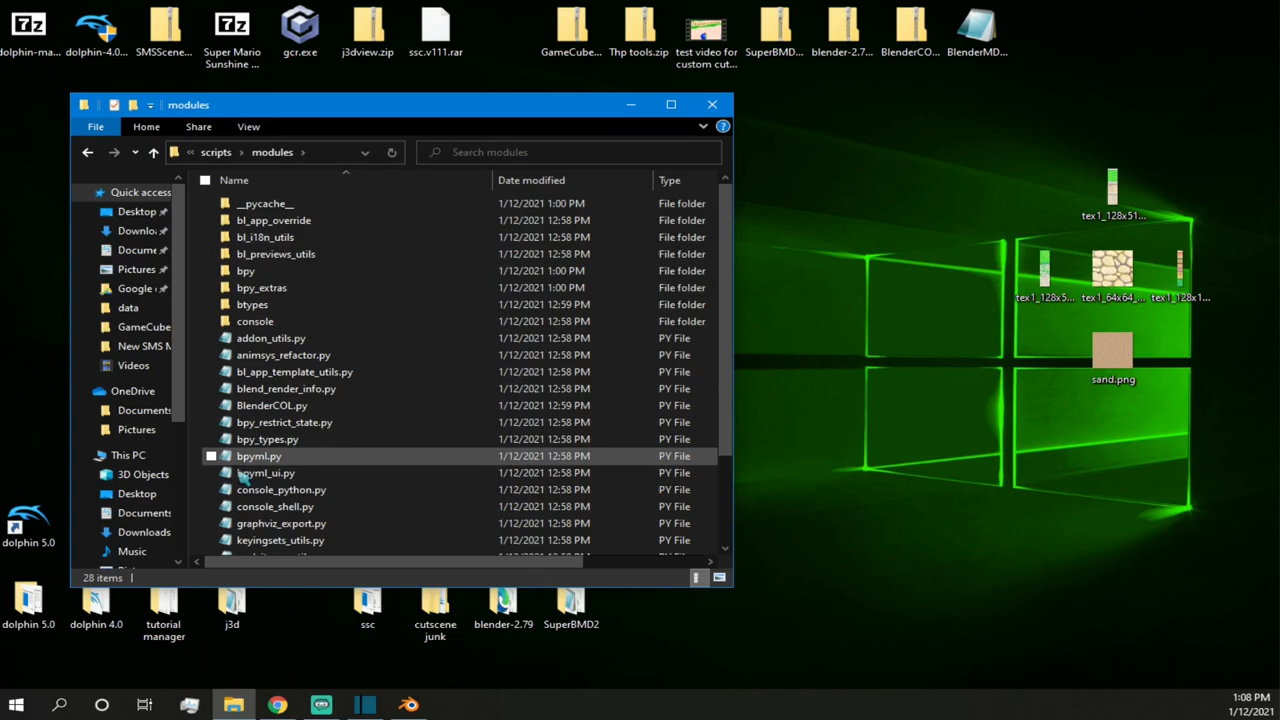 dolphin-ma...
dolphin-4.0...
SMSScene...
Super Mario
Sunshine ...
gcr.exe
j3dview.zip
ssc.v111.rar
GameCube...
Thp tools.zip
test video for
custom cut...
SuperBMD...
blender-2.7...
BlenderCO...
BlenderMD...
modules
File
Home
Share
View
scripts
modules
Search modules
Name
Date modified
Type
Quick access
Desktop
Downlo
Docume
Pictures
Google
data
GameCube
New SMS M
Videos
OneDrive
Documents
Pictures
This PC
3D Objects
Desktop
Documents
Downloads
Music
__pycache__ 1/12/2021 1:00 PM File folder
bl_app_override 1/12/2021 12:58 PM File folder
bl_i18n_utils 1/12/2021 12:58 PM File folder
bl_previews_utils 1/12/2021 12:58 PM File folder
bpy 1/12/2021 1:00 PM File folder
bpy_extras 1/12/2021 1:00 PM File folder
btypes 1/12/2021 12:59 PM File folder
console 1/12/2021 12:58 PM File folder
addon_utils.py 1/12/2021 12:58 PM PY File
animsys_refactor.py 1/12/2021 12:58 PM PY File
bl_app_template_utils.py 1/12/2021 12:58 PM PY File
blend_render_info.py 1/12/2021 12:58 PM PY File
BlenderCOL.py 1/12/2021 12:59 PM PY File
bpy_restrict_state.py 1/12/2021 12:58 PM PY File
bpy_types.py 1/12/2021 12:58 PM PY File
bpyml.py 1/12/2021 12:58 PM PY File
bpyml_ui.py 1/12/2021 12:58 PM PY File
console_python.py 1/12/2021 12:58 PM PY File
console_shell.py 1/12/2021 12:58 PM PY File
graphviz_export.py 1/12/2021 12:58 PM PY File
keyingsets_utils.py 1/12/2021 12:58 PM PY File
28 items
tex1_128x51...
tex1_128x5...
tex1_64x64_...
tex1_128x1...
sand.png
dolphin 5.0
dolphin 5.0
dolphin 4.0
tutorial
manager
j3d
ssc
cutscene
junk
blender-2.79
SuperBMD2
1:08 PM
1/12/2021